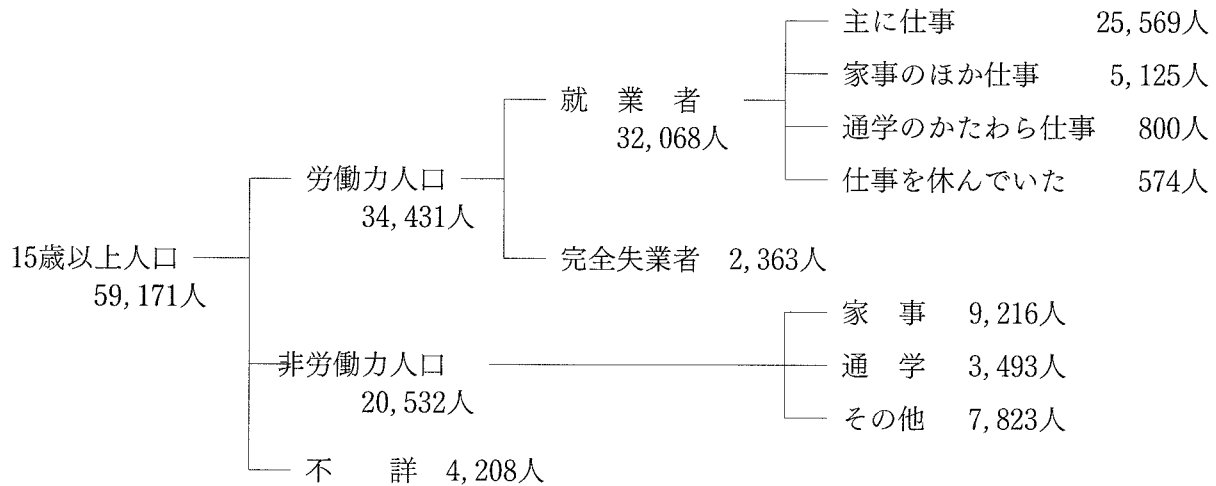 15歳以上人口
59,171人
労働力人口
34,431人
就業者
32,068人
主に仕事 25,569人
家事のほか仕事 5,125人
通学のかたわら仕事 800人
仕事を休んでいた 574人
完全失業者 2,363人
非労働力人口
20,532人
家事 9,216人
通学 3,493人
その他 7,823人
不詳 4,208人